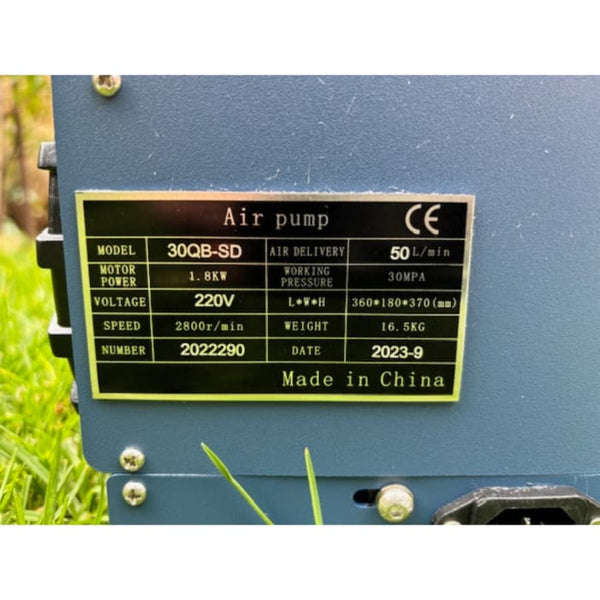 Air pump CE
MODEL 30QB-SD AIR DELIVERY 50 L/min
MOTOR POWER 1.8KW WORKING PRESSURE 30MPA
VOLTAGE 220V L*W*H 360*180*370(mm)
SPEED 2800r/min WEIGHT 16.5KG
NUMBER 2022290 DATE 2023-9
Made in China